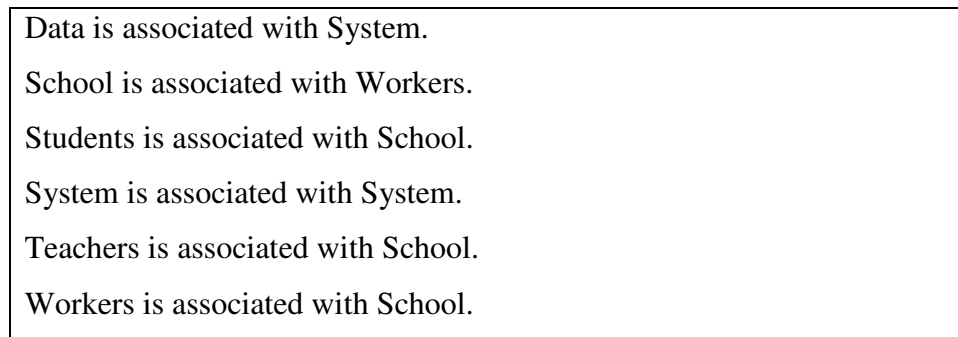 Data is associated with System.
School is associated with Workers.
Students is associated with School.
System is associated with System.
Teachers is associated with School.
Workers is associated with School.